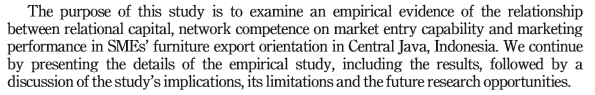 The purpose of this study is to examine an empirical evidence of the relationship
between relational capital, network competence on market entry capability and marketing
performance in SMEs' furniture export orientation in Central Java, Indonesia. We continue
by presenting the details of the empirical study, including the results, followed by a
discussion of the study's implications, its limitations and the future research opportunities.